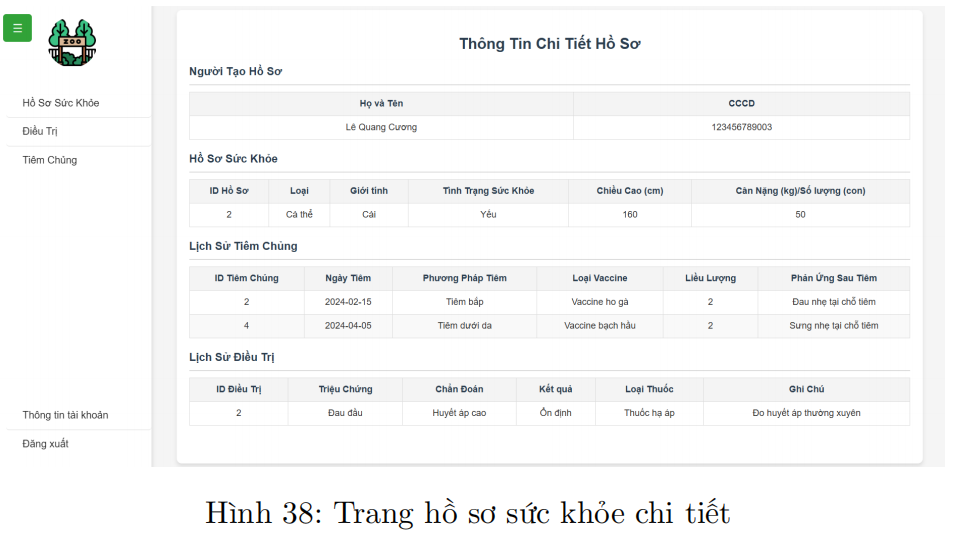 ☰
ZOO
Hồ Sơ Sức Khỏe
Điều Trị
Tiêm Chủng
Thông tin tài khoản
Đăng xuất
Thông Tin Chi Tiết Hồ Sơ
Người Tạo Hồ Sơ
Họ và Tên CCCD
Lê Quang Cương 123456789003
Hồ Sơ Sức Khỏe
ID Hồ Sơ Loại Giới tính Tình Trạng Sức Khỏe Chiều Cao (cm) Cân Nặng (kg)/Số lượng (con)
2 Cá thể Cái Yếu 160 50
Lịch Sử Tiêm Chủng
ID Tiêm Chủng Ngày Tiêm Phương Pháp Tiêm Loại Vaccine Liều Lượng Phản Ứng Sau Tiêm
2 2024-02-15 Tiêm bắp Vaccine ho gà 2 Đau nhẹ tại chỗ tiêm
4 2024-04-05 Tiêm dưới da Vaccine bạch hầu 2 Sưng nhẹ tại chỗ tiêm
Lịch Sử Điều Trị
ID Điều Trị Triệu Chứng Chẩn Đoán Kết quả Loại Thuốc Ghi Chú
2 Đau đầu Huyết áp cao Ổn định Thuốc hạ áp Đo huyết áp thường xuyên
Hình 38: Trang hồ sơ sức khỏe chi tiết